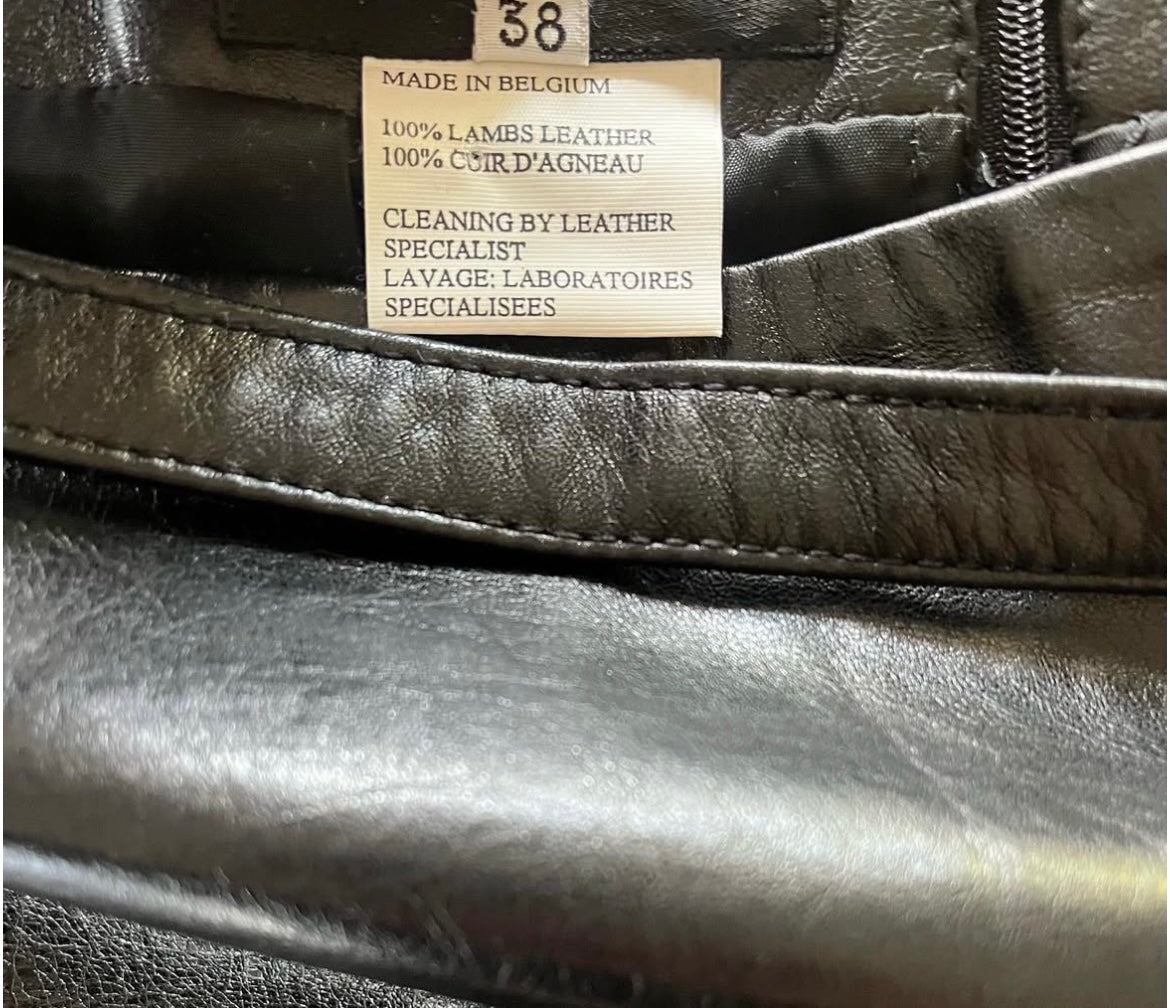 38
MADE IN BELGIUM
100% LAMBS LEATHER
100% CUIR D'AGNEAU
CLEANING BY LEATHER
SPECIALIST
LAVAGE: LABORATOIRES
SPECIALISEES